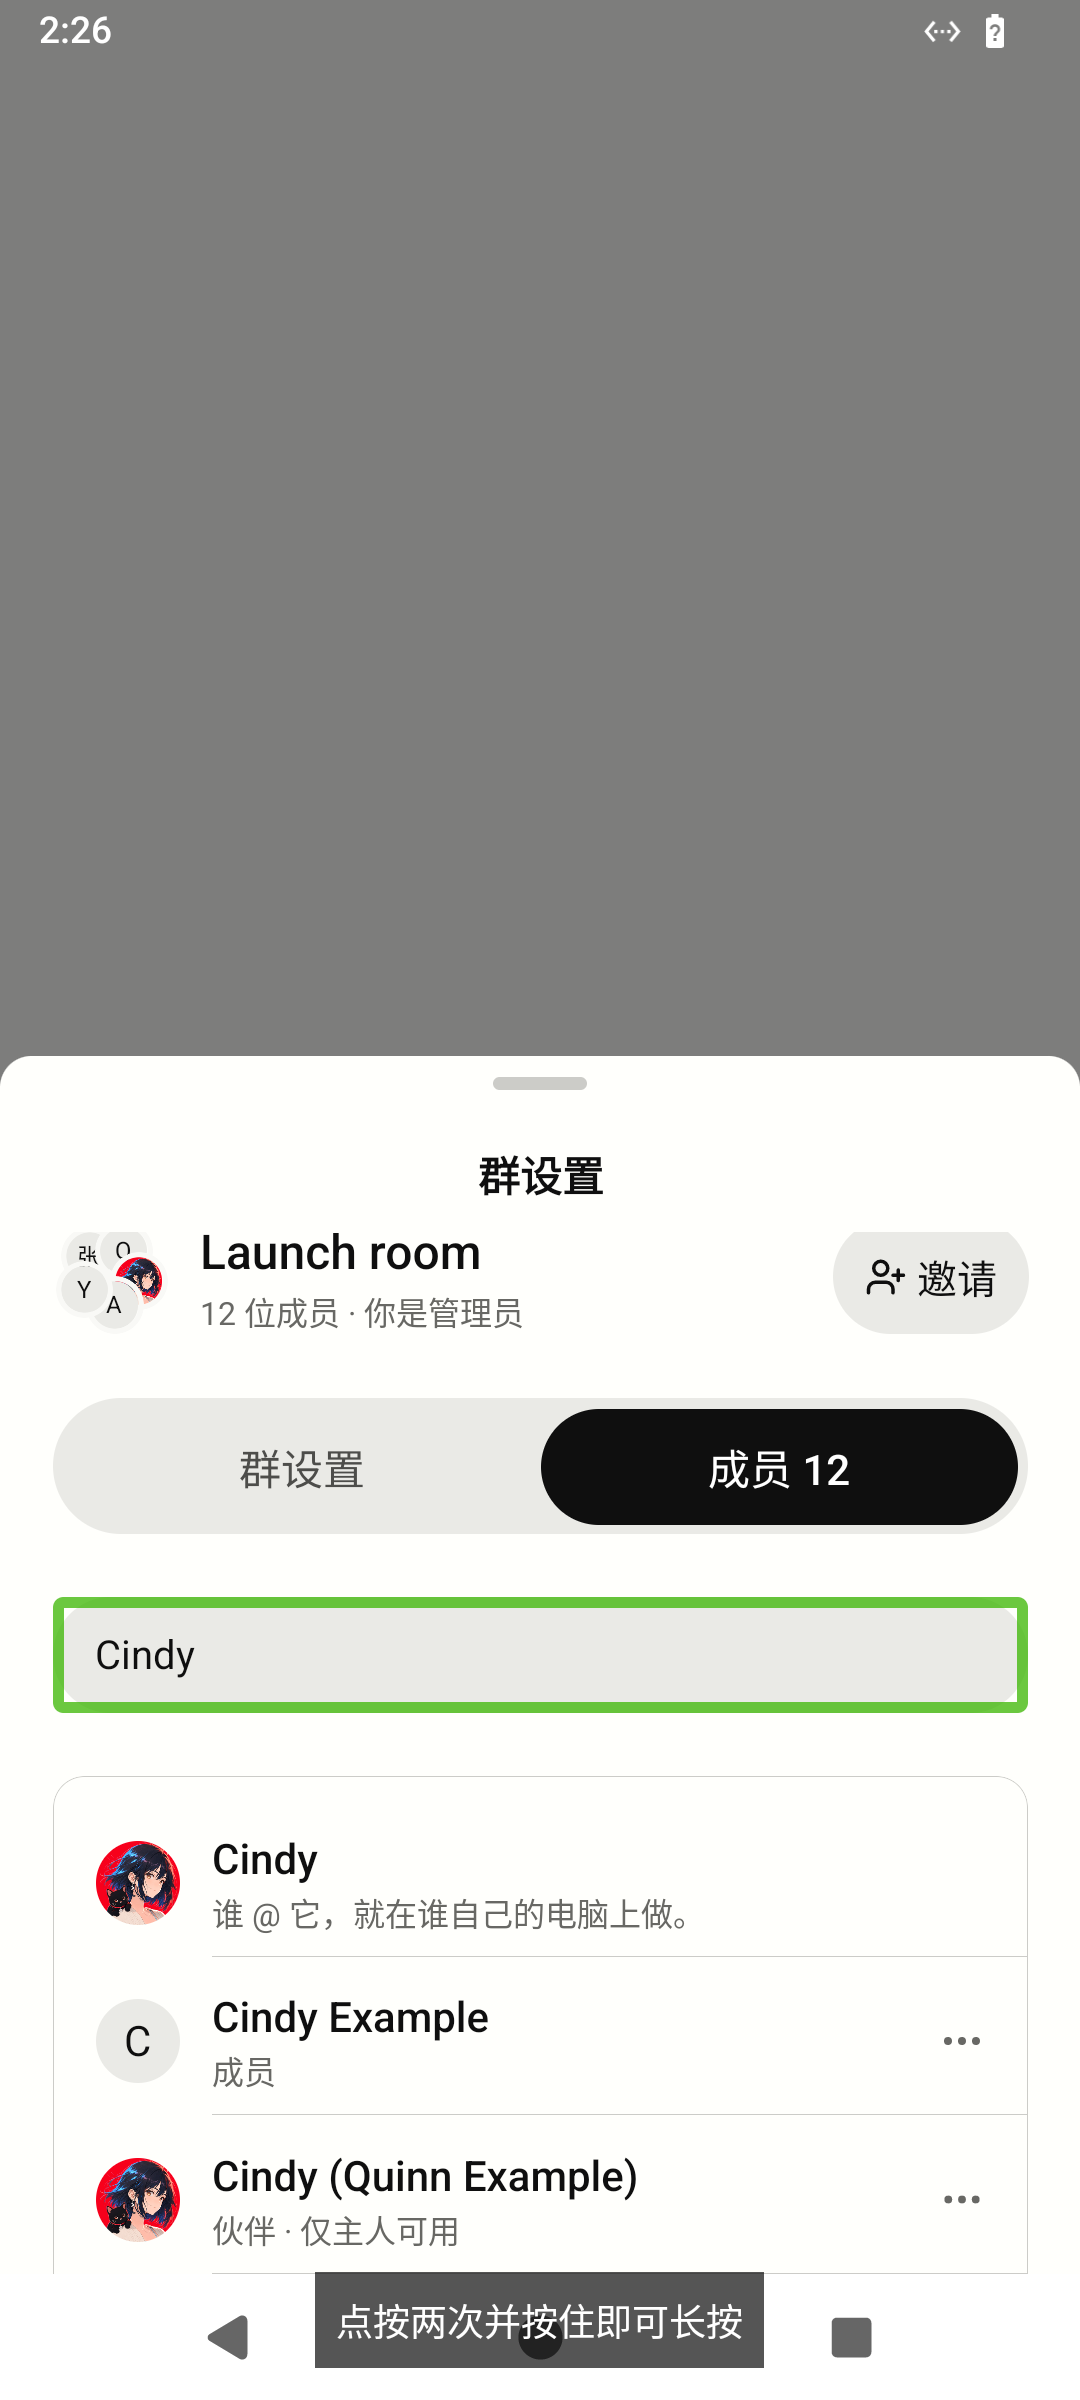 2:26
群设置
张
Q
Y
A
Launch room
12 位成员 · 你是管理员
邀请
群设置
成员 12
Cindy
Cindy
谁 @ 它，就在谁自己的电脑上做。
C
Cindy Example
成员
Cindy (Quinn Example)
伙伴 · 仅主人可用
点按两次并按住即可长按